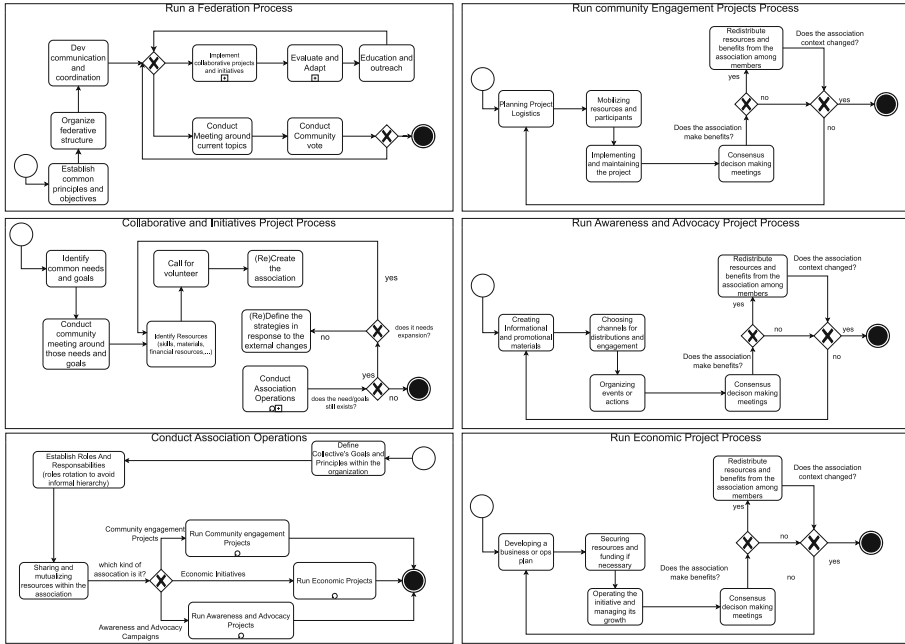 Run a Federation Process
Dev
communication and
coordination
Implement
collaborative projects
and initiatives
Evaluate and
Adapt
Education and
outreach
Organize
federative
structure
Conduct
Meeting around
current topics
Conduct
Community
vote
Establish
common
principles and
objectives
Run community Engagement Projects Process
Redistribute
resources and
benefits from the
association among
members
Does the association
context changed?
yes
no
yes
no
Planning Project
Logistics
Mobilizing
resources and
participants
Does the association
make benefits?
Implementing
and maintaining
the project
Consensus
decison making
meetings
Collaborative and Initiatives Project Process
Identify
common needs
and goals
Call for
volunteer
(Re)Create
the
association
yes
Conduct
community
meeting around
those needs and
goals
Identify Resources
(skills, materials,
financial resources,...)
(Re)Define the
strategies in
response to the
external changes
no
does it needs
expansion?
Conduct
Association
Operations
yes
does the need/goals
still exists?
no
Run Awareness and Advocacy Project Process
Redistribute
resources and
benefits from the
association among
members
Does the association
context changed?
yes
no
yes
no
Creating
Informational
and promotional
materials
Choosing
channels for
distributions and
engagement
Does the association
make benefits?
Organizing
events or
actions
Consensus
decison making
meetings
Conduct Association Operations
Establish Roles And
Responsabilities
(roles rotation to avoid
informal hierarchy)
Define
Collective's Goals and
Principles within the
organization
Community engagement
Projects
Run Community engagement
Projects
Sharing and
mutualizing
resources within the
association
which kind of
assocation is it?
Economic Initiatives
Run Economic Projects
Run Awareness and Advocacy
Projects
Awareness and Advocacy
Campaigns
Run Economic Project Process
Redistribute
resources and
benefits from the
association among
members
Does the association
context changed?
yes
no
yes
no
Developing a
business or ops
plan
Securing
resources and
funding if
necessary
Does the association
make benefits?
Operating the
initiative and
managing its
growth
Consensus
decison making
meetings